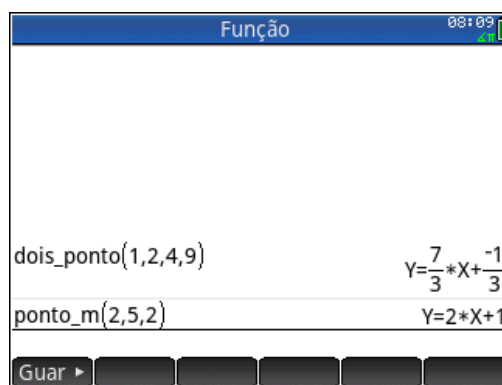 Função
08:09
∡π
dois_ponto(1,2,4,9)
Y=7/3*X+-1/3
ponto_m(2,5,2)
Y=2*X+1
Guar ▸